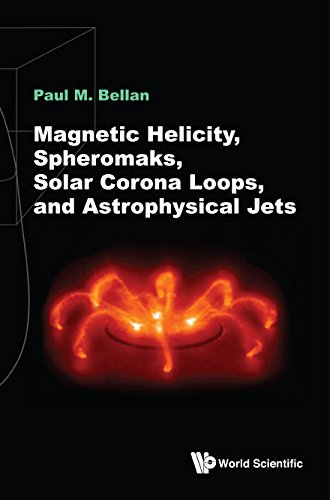 Paul M. Bellan
Magnetic Helicity,
Spheromaks,
Solar Corona Loops,
and Astrophysical Jets
World Scientific